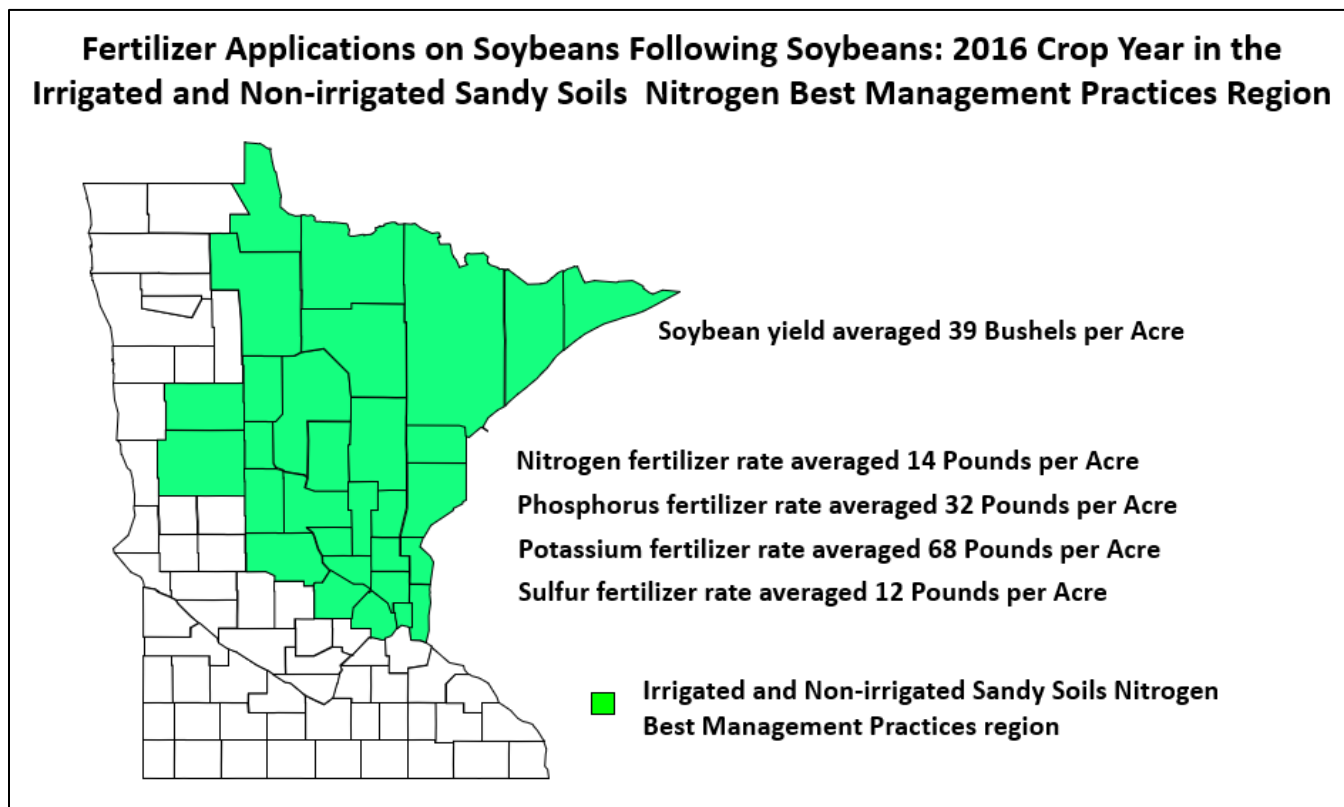 Fertilizer Applications on Soybeans Following Soybeans: 2016 Crop Year in the
Irrigated and Non-irrigated Sandy Soils Nitrogen Best Management Practices Region
Soybean yield averaged 39 Bushels per Acre
Nitrogen fertilizer rate averaged 14 Pounds per Acre
Phosphorus fertilizer rate averaged 32 Pounds per Acre
Potassium fertilizer rate averaged 68 Pounds per Acre
Sulfur fertilizer rate averaged 12 Pounds per Acre
Irrigated and Non-irrigated Sandy Soils Nitrogen
Best Management Practices region